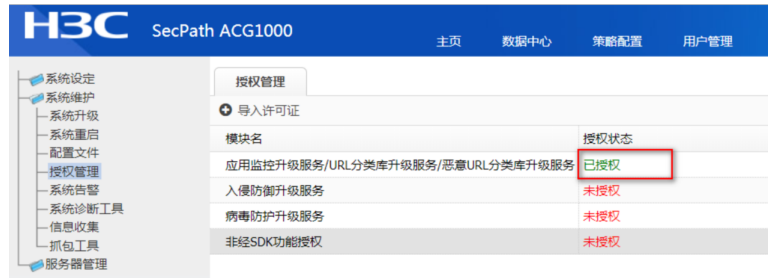 H3C SecPath ACG1000
主页 数据中心 策略配置 用户管理
系统设定
系统维护
系统升级
系统重启
配置文件
授权管理
系统告警
系统诊断工具
信息收集
抓包工具
服务器管理
授权管理
导入许可证
模块名 授权状态
应用监控升级服务/URL分类库升级服务/恶意URL分类库升级服务 已授权
入侵防御升级服务 未授权
病毒防护升级服务 未授权
非经SDK功能授权 未授权